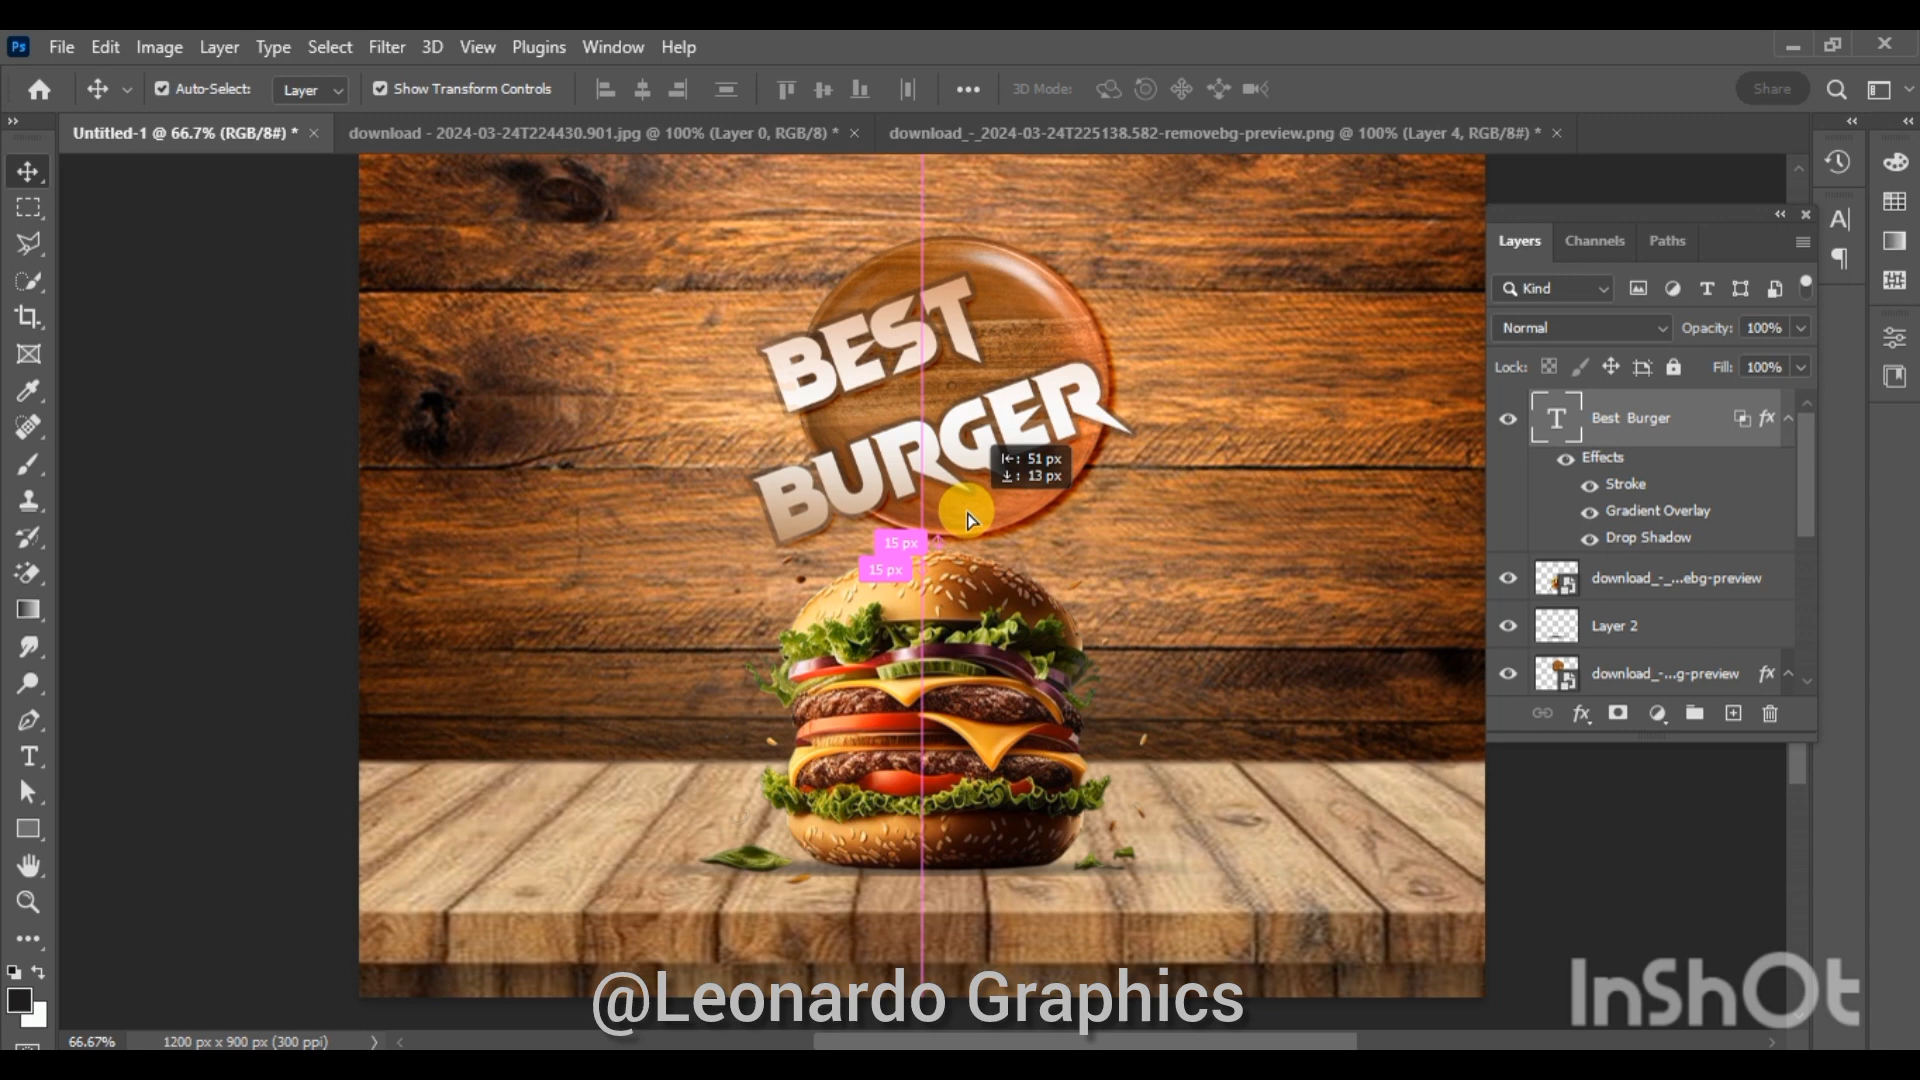 Ps File Edit Image Layer Type Select Filter 3D View Plugins Window Help
Auto-Select: Layer Show Transform Controls 3D Mode: Share
Untitled-1 @ 66.7% (RGB/8#) * × download - 2024-03-24T224430.901.jpg @ 100% (Layer 0, RGB/8) * × download_-_2024-03-24T225138.582-removebg-preview.png @ 100% (Layer 4, RGB/8#) * ×
BEST
BURGER
51 px
13 px
15 px
15 px
Layers Channels Paths
Kind
Normal Opacity: 100%
Lock: Fill: 100%
T Best Burger fx
Effects
Stroke
Gradient Overlay
Drop Shadow
download_-_...ebg-preview
Layer 2
download_-...g-preview fx
fx
@Leonardo Graphics
InShOt
66.67% 1200 px x 900 px (300 ppi)